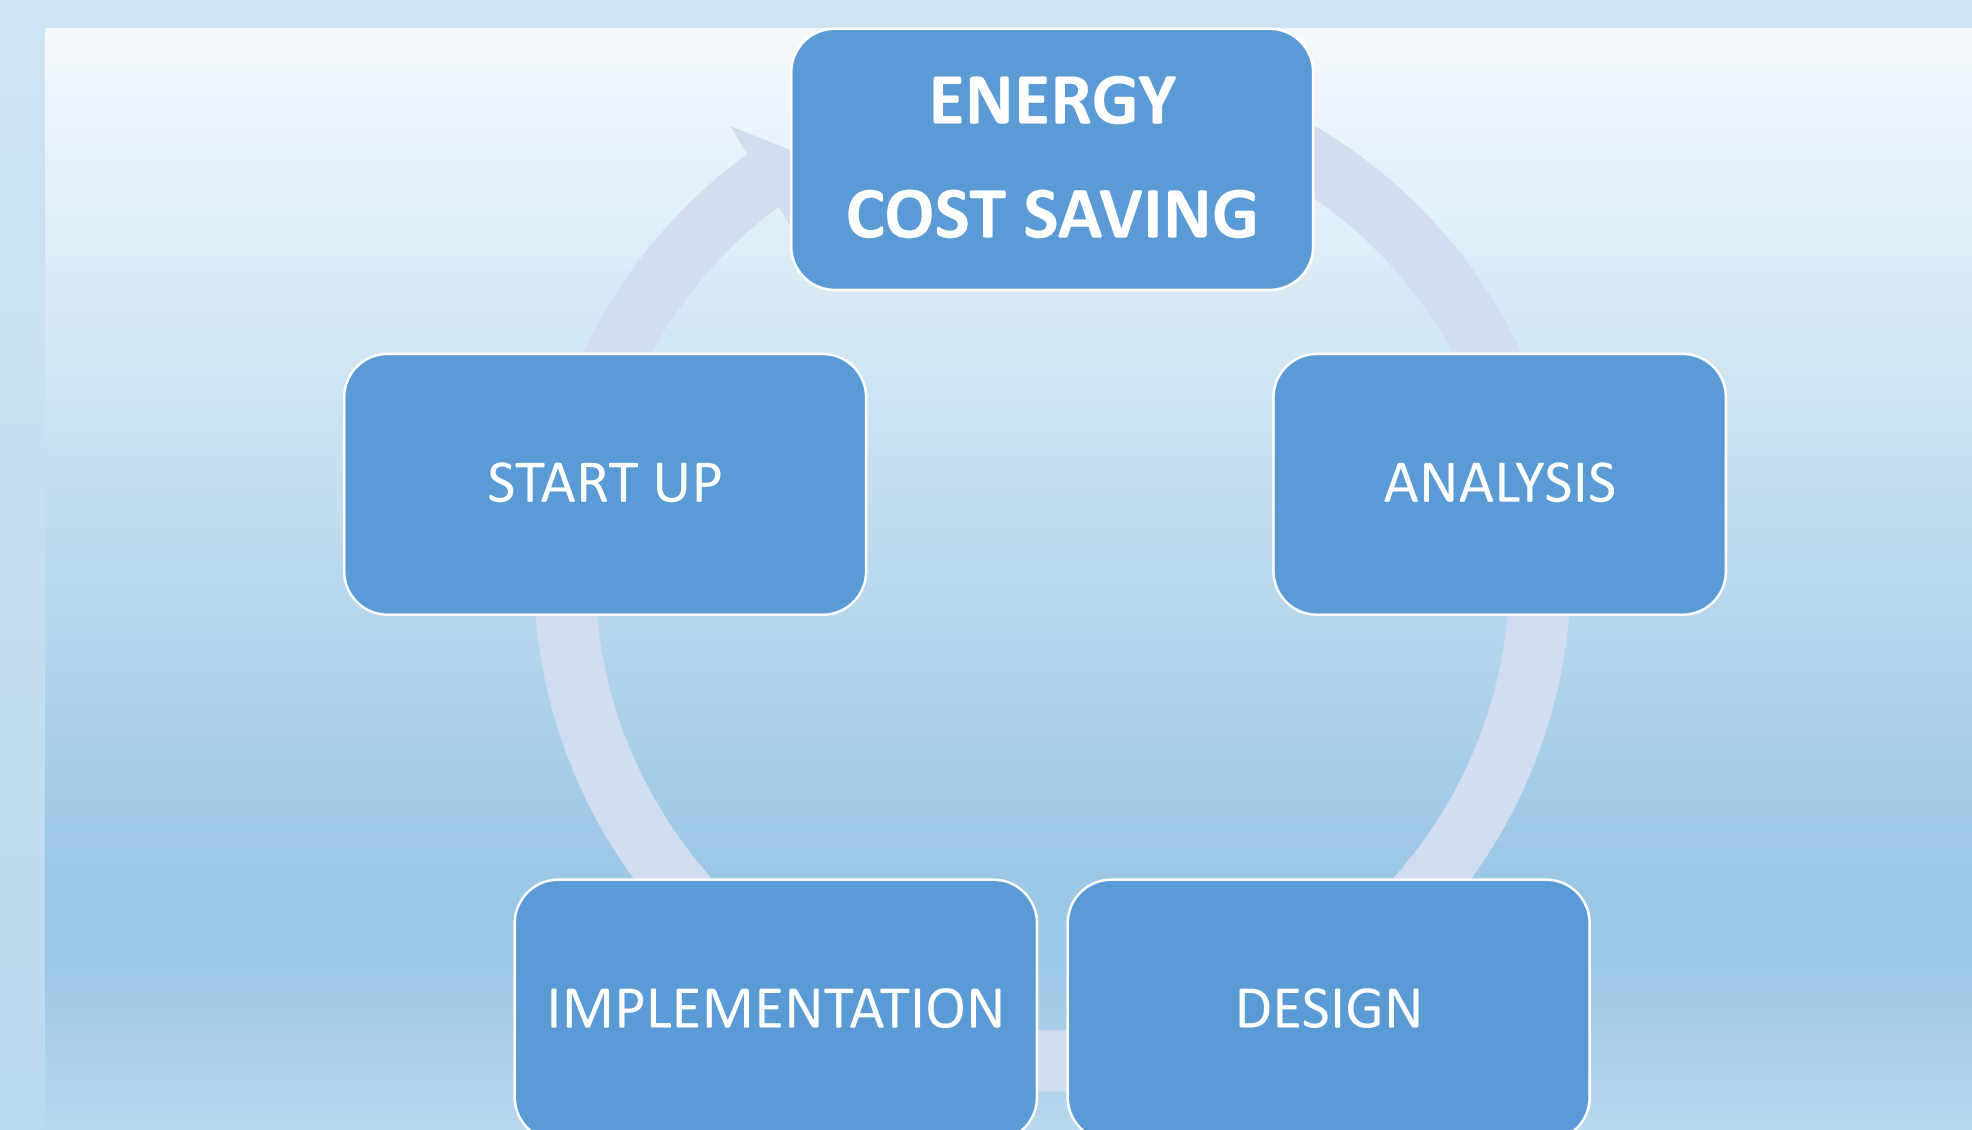 ENERGY
COST SAVING
START UP
ANALYSIS
IMPLEMENTATION
DESIGN